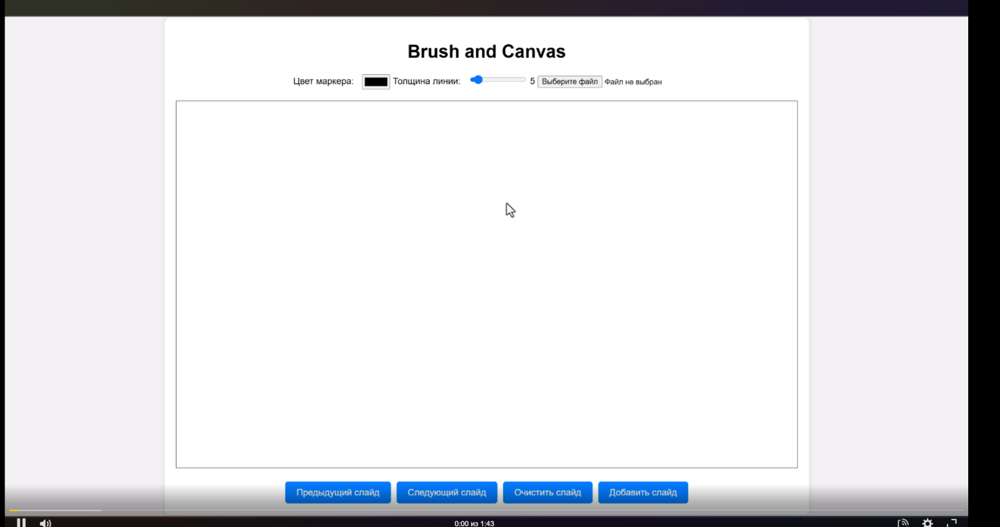 Brush and Canvas
Цвет маркера: Толщина линии: 5 Выберите файл Файл не выбран
Предыдущий слайд Следующий слайд Очистить слайд Добавить слайд
0:00 из 1:43